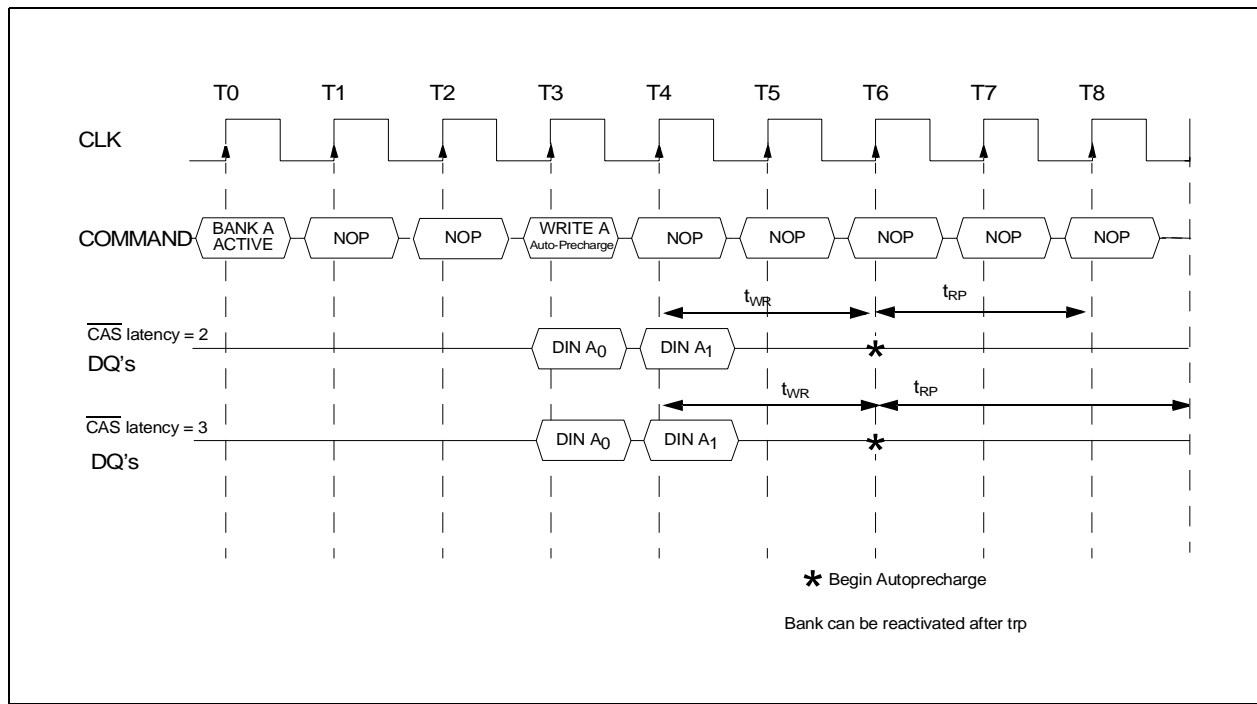 T0 T1 T2 T3 T4 T5 T6 T7 T8
CLK
COMMAND
BANK A
ACTIVE
NOP
NOP
WRITE A
Auto-Precharge
NOP
NOP
NOP
NOP
NOP
tWR
tRP
CAS latency = 2
DQ's
DIN A0
DIN A1
*
tWR
tRP
CAS latency = 3
DQ's
DIN A0
DIN A1
*
* Begin Autoprecharge
Bank can be reactivated after trp